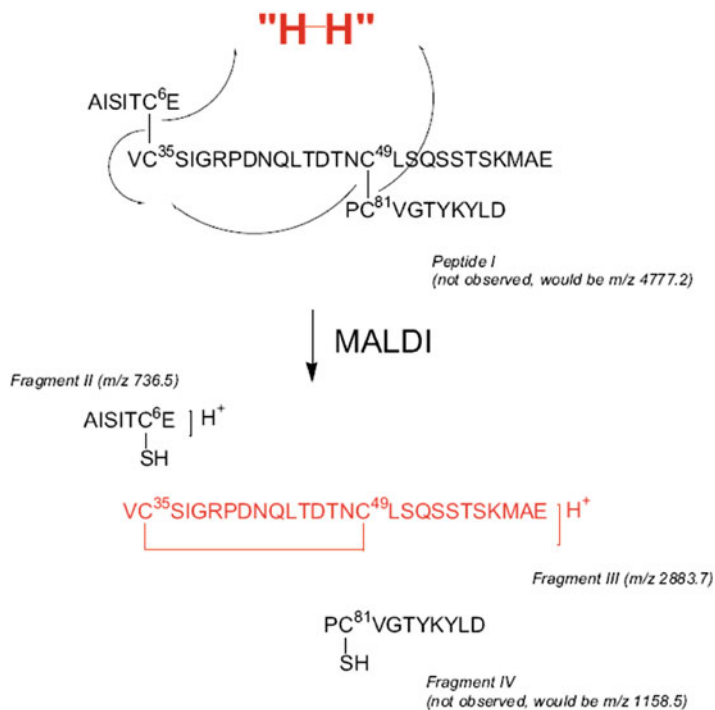 "H-H"
AISITC⁶E
VC³⁵SIGRPDNQLTDTNC⁴⁹LSQSSTSKMAE
PC⁸¹VGTYKYLD
Peptide I
(not observed, would be m/z 4777.2)
MALDI
Fragment II (m/z 736.5)
AISITC⁶E H⁺
SH
VC³⁵SIGRPDNQLTDTNC⁴⁹LSQSSTSKMAE H⁺
Fragment III (m/z 2883.7)
PC⁸¹VGTYKYLD
SH
Fragment IV
(not observed, would be m/z 1158.5)